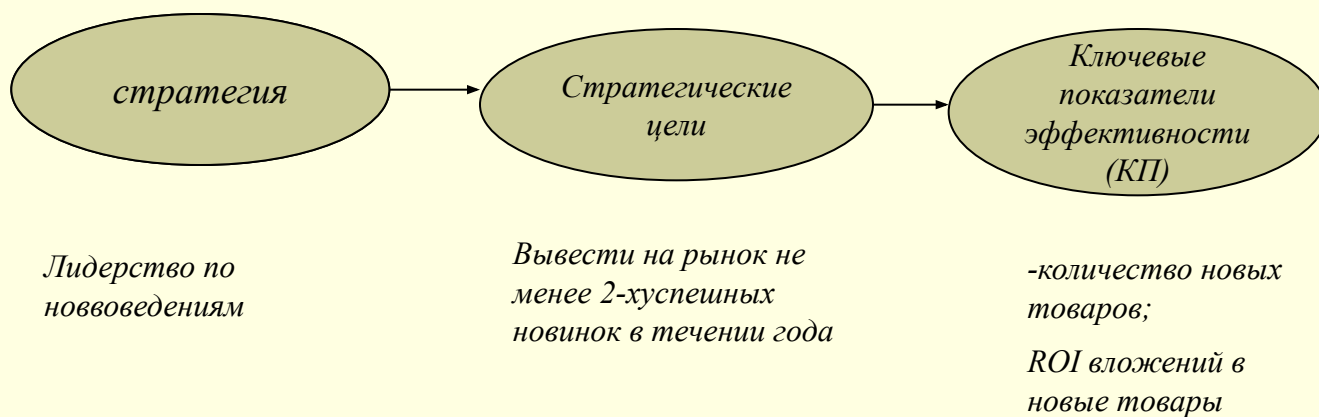 стратегия
Стратегические
цели
Ключевые
показатели
эффективности
(КП)
Лидерство по
новвоведениям
Вывести на рынок не
менее 2-хуспешных
новинок в течении года
-количество новых
товаров;
ROI вложений в
новые товары